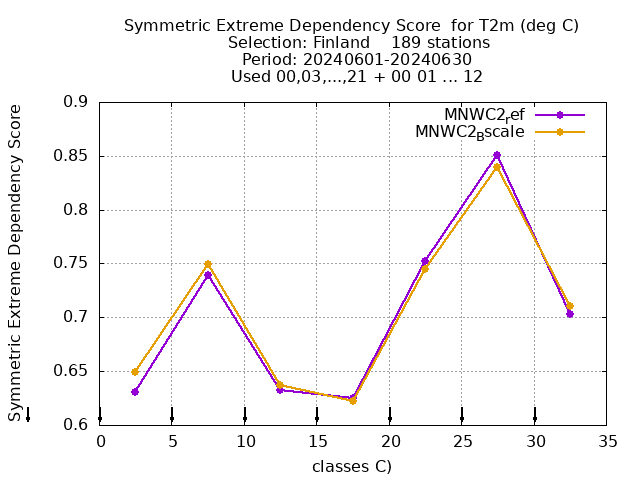 Symmetric Extreme Dependency Score for T2m (deg C)
Selection: Finland 189 stations
Period: 20240601-20240630
Used 00,03,...,21 + 00 01 ... 12
MNWC2ref
MNWC2Bscale
Symmetric Extreme Dependency Score
0.9
0.85
0.8
0.75
0.7
0.65
0.6
0 5 10 15 20 25 30 35
classes C)